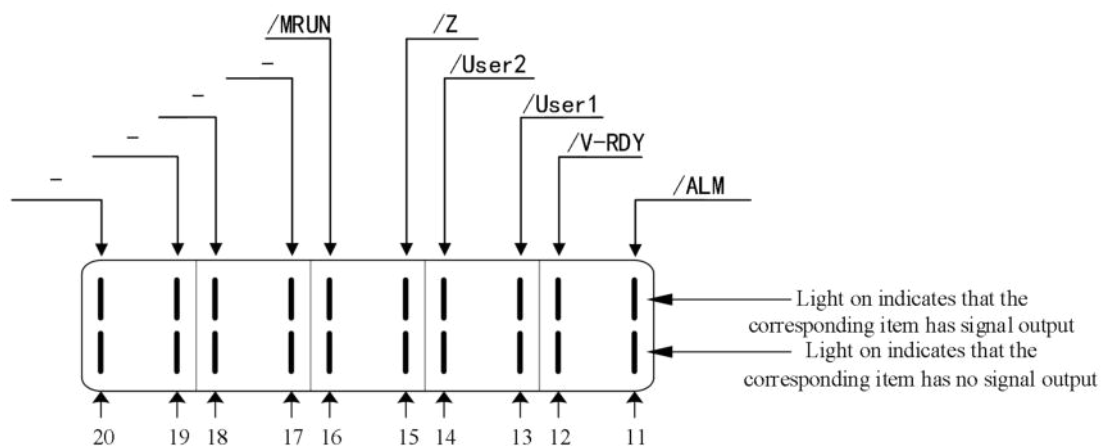 /MRUN
/Z
-
/User2
-
/User1
-
/V-RDY
-
/ALM
Light on indicates that the
corresponding item has signal output
Light on indicates that the
corresponding item has no signal output
20 19 18 17 16 15 14 13 12 11